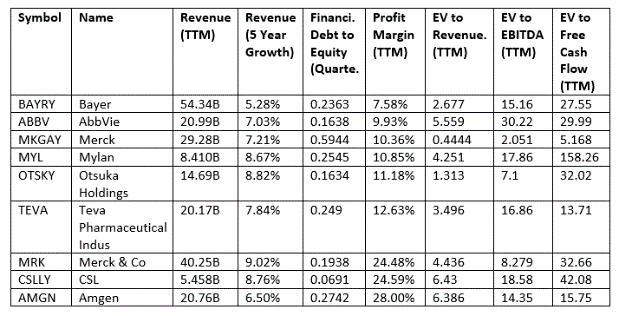 Symbol Name Revenue (TTM) Revenue (5 Year Growth) Financi. Debt to Equity (Quarte. Profit Margin (TTM) EV to Revenue. (TTM) EV to EBITDA (TTM) EV to Free Cash Flow (TTM)
BAYRY Bayer 54.34B 5.28% 0.2363 7.58% 2.677 15.16 27.55
ABBV AbbVie 20.99B 7.03% 0.1638 9.93% 5.559 30.22 29.99
MKGAY Merck 29.28B 7.21% 0.5944 10.36% 0.4444 2.051 5.168
MYL Mylan 8.410B 8.67% 0.2545 10.85% 4.251 17.86 158.26
OTSKY Otsuka Holdings 14.69B 8.82% 0.1634 11.18% 1.313 7.1 32.02
TEVA Teva Pharmaceutical Indus 20.17B 7.84% 0.249 12.63% 3.496 16.86 13.71
MRK Merck & Co 40.25B 9.02% 0.1938 24.48% 4.436 8.279 32.66
CSLLY CSL 5.458B 8.76% 0.0691 24.59% 6.43 18.58 42.08
AMGN Amgen 20.76B 6.50% 0.2742 28.00% 6.386 14.35 15.75